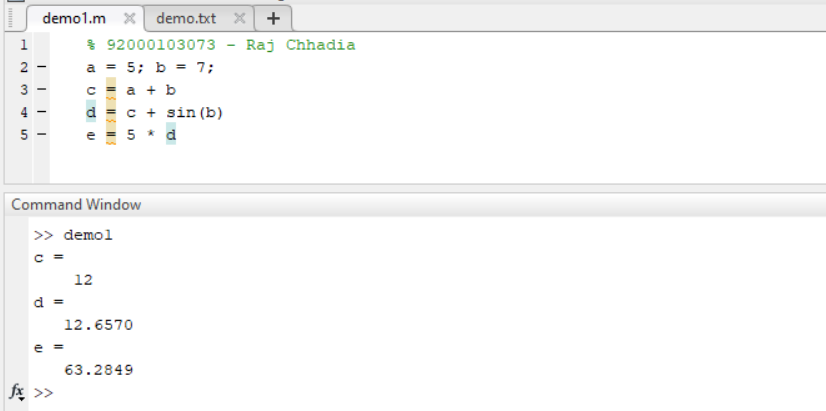 demo1.m × demo.txt × +
1 % 92000103073 - Raj Chhadia
2 - a = 5; b = 7;
3 - c = a + b
4 - d = c + sin(b)
5 - e = 5 * d
Command Window
>> demo1
c =
12
d =
12.6570
e =
63.2849
fx >>